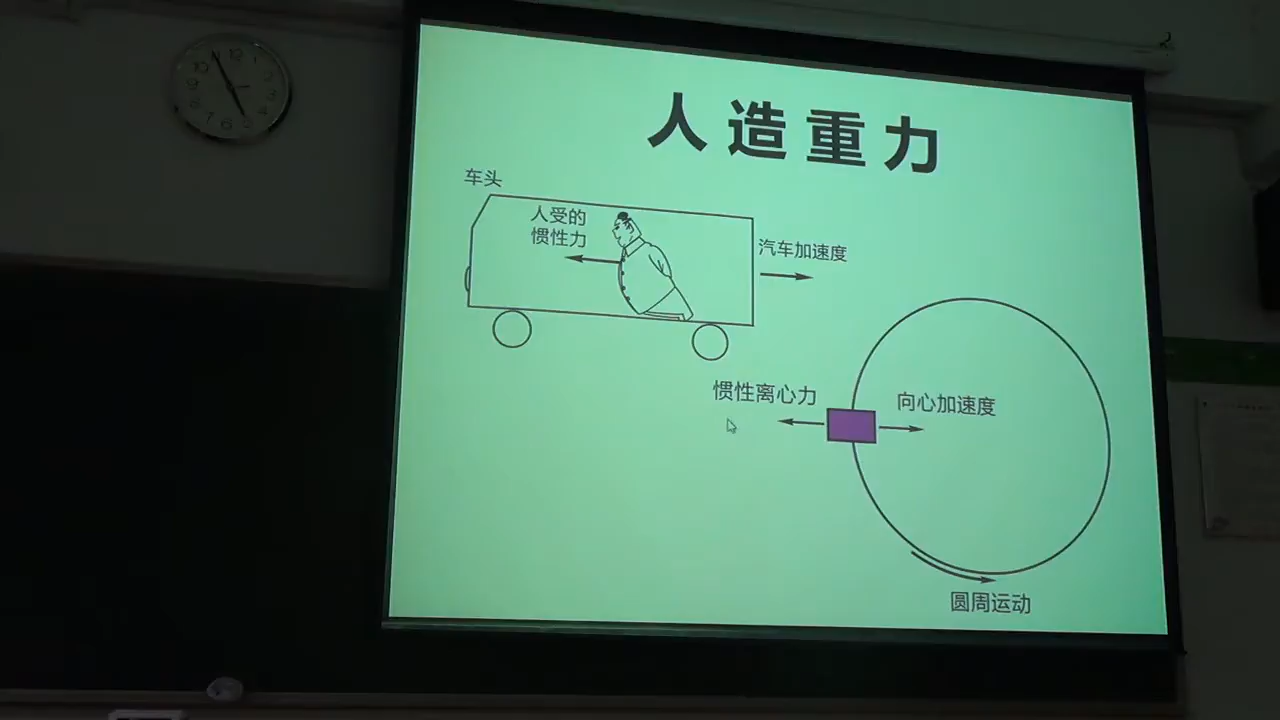 人造重力
车头
人受的
惯性力
汽车加速度
惯性离心力
向心加速度
圆周运动